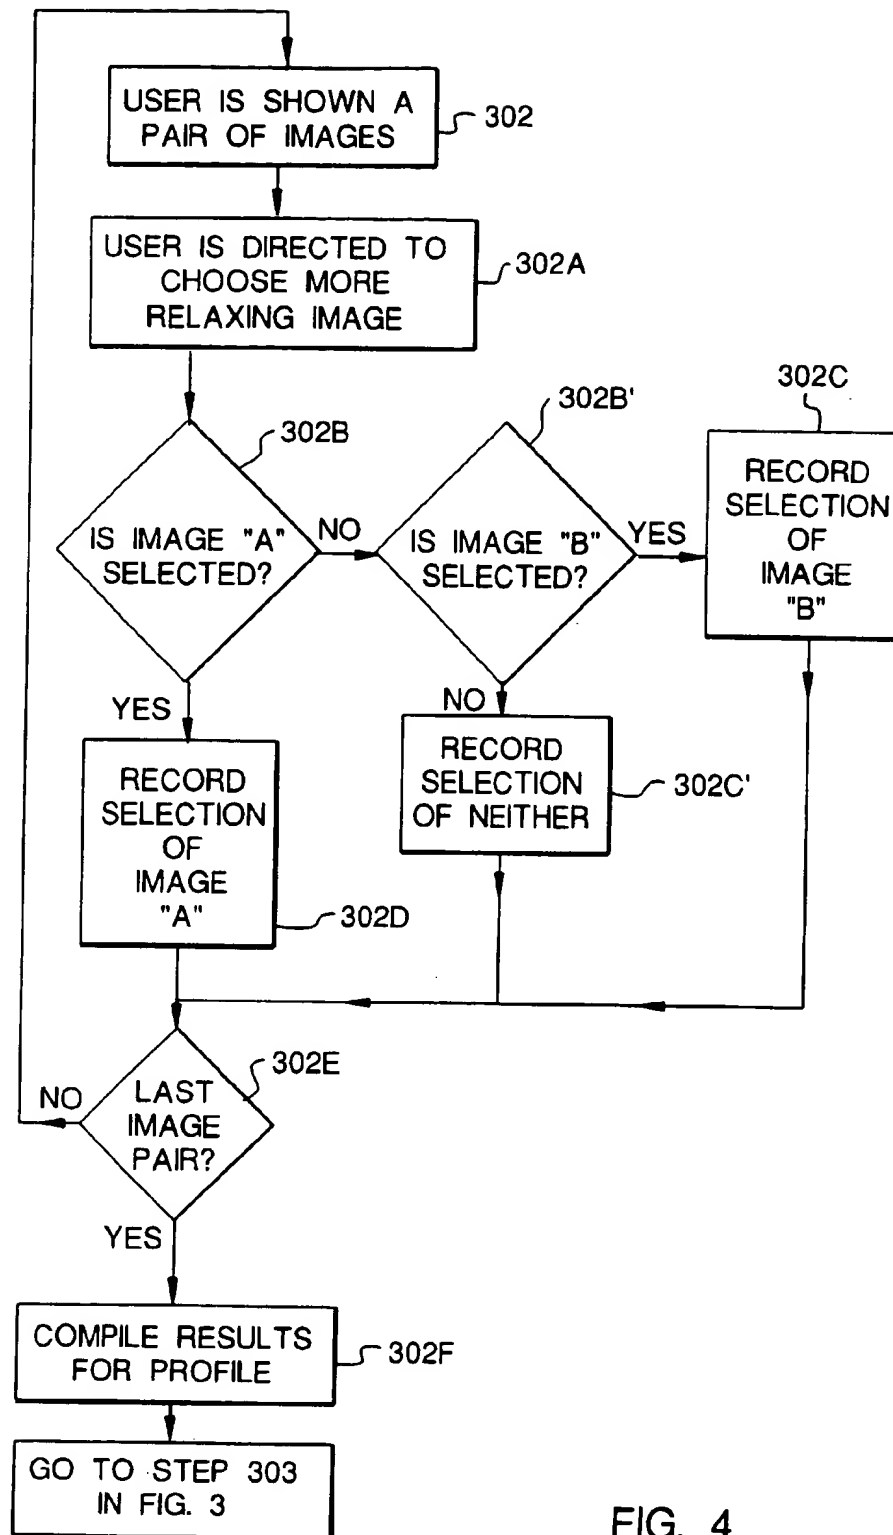 USER IS SHOWN A
PAIR OF IMAGES
302
USER IS DIRECTED TO
CHOOSE MORE
RELAXING IMAGE
302A
302B
IS IMAGE "A"
SELECTED?
NO
302B'
IS IMAGE "B"
SELECTED?
YES
302C
RECORD
SELECTION
OF
IMAGE
"B"
YES
NO
RECORD
SELECTION
OF
IMAGE
"A"
302D
RECORD
SELECTION
OF NEITHER
302C'
302E
LAST
IMAGE
PAIR?
NO
YES
COMPILE RESULTS
FOR PROFILE
302F
GO TO STEP 303
IN FIG. 3
FIG. 4